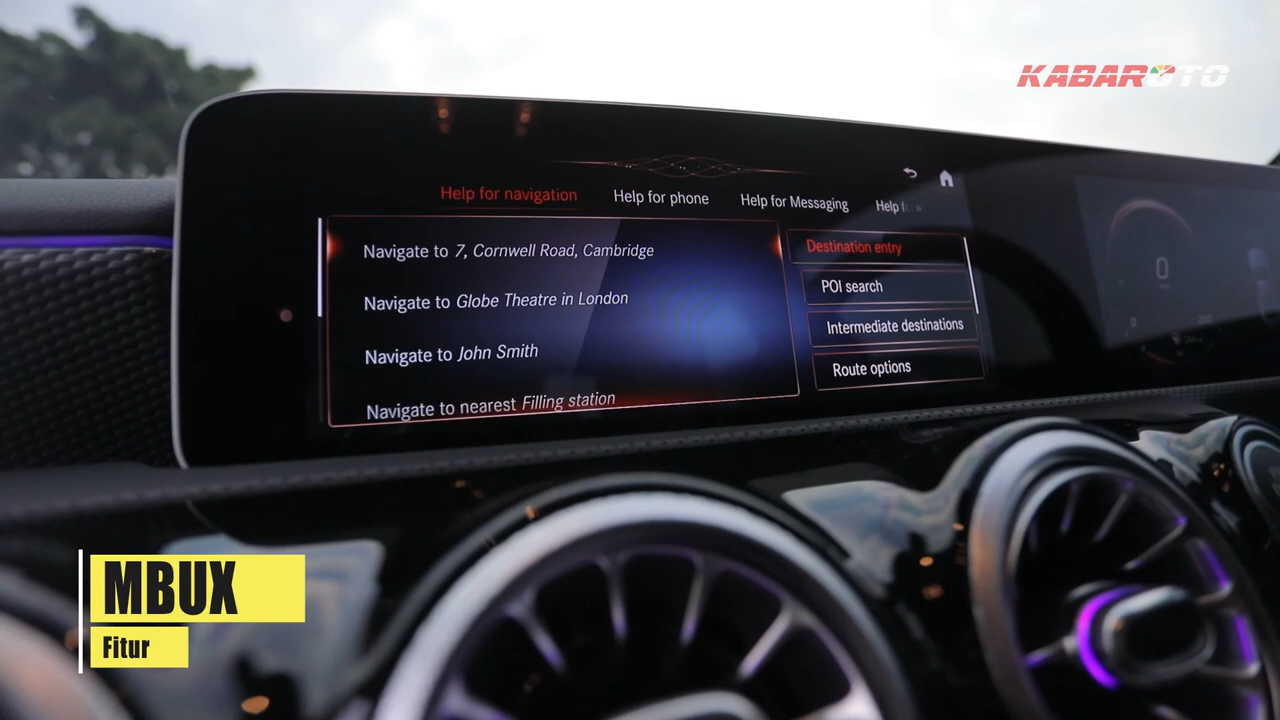 KABAROTO
Help for navigation Help for phone Help for Messaging Help f
Navigate to 7, Cornwell Road, Cambridge
Navigate to Globe Theatre in London
Navigate to John Smith
Navigate to nearest Filling station
Destination entry
POI search
Intermediate destinations
Route options
0
MBUX
Fitur